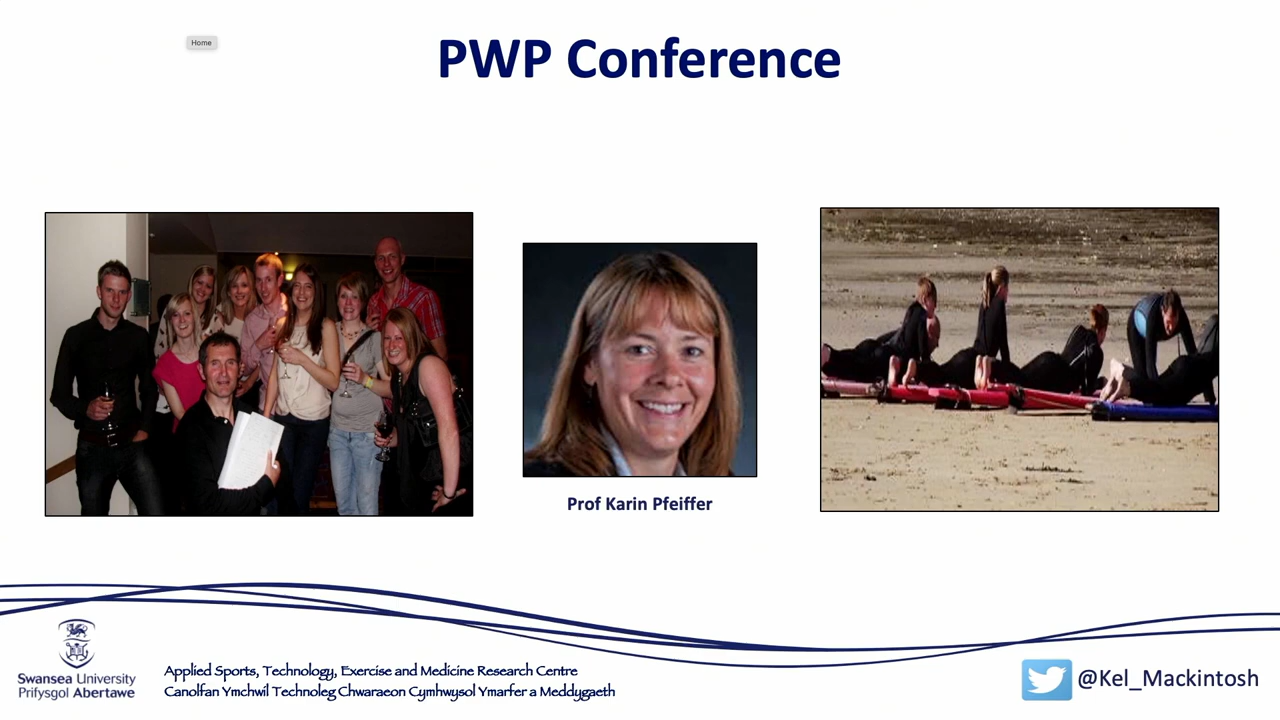 Home
PWP Conference
Prof Karin Pfeiffer
Swansea University
Prifysgol Abertawe
Applied Sports, Technology, Exercise and Medicine Research Centre
Canolfan Ymchwil Technoleg Chwaraeon Cymhwysol Ymarfer a Meddygaeth
@Kel_Mackintosh